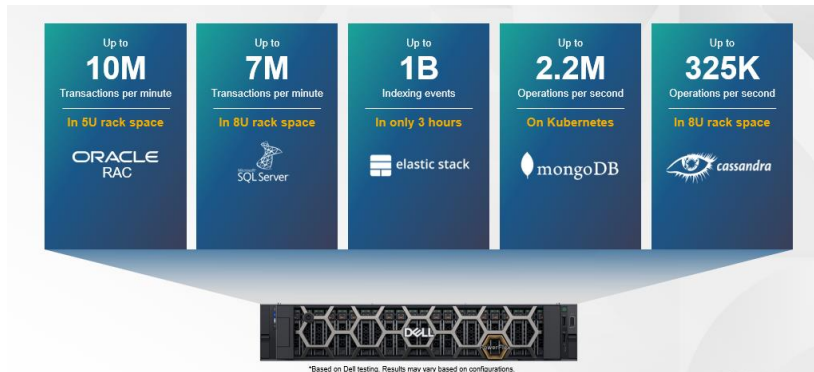 Up to
10M
Transactions per minute
In 5U rack space
ORACLE
RAC
Up to
7M
Transactions per minute
In 8U rack space
Microsoft
SQL Server
Up to
1B
Indexing events
In only 3 hours
elastic stack
Up to
2.2M
Operations per second
On Kubernetes
mongoDB
Up to
325K
Operations per second
In 8U rack space
cassandra
DELL
*Based on Dell testing. Results may vary based on configurations.